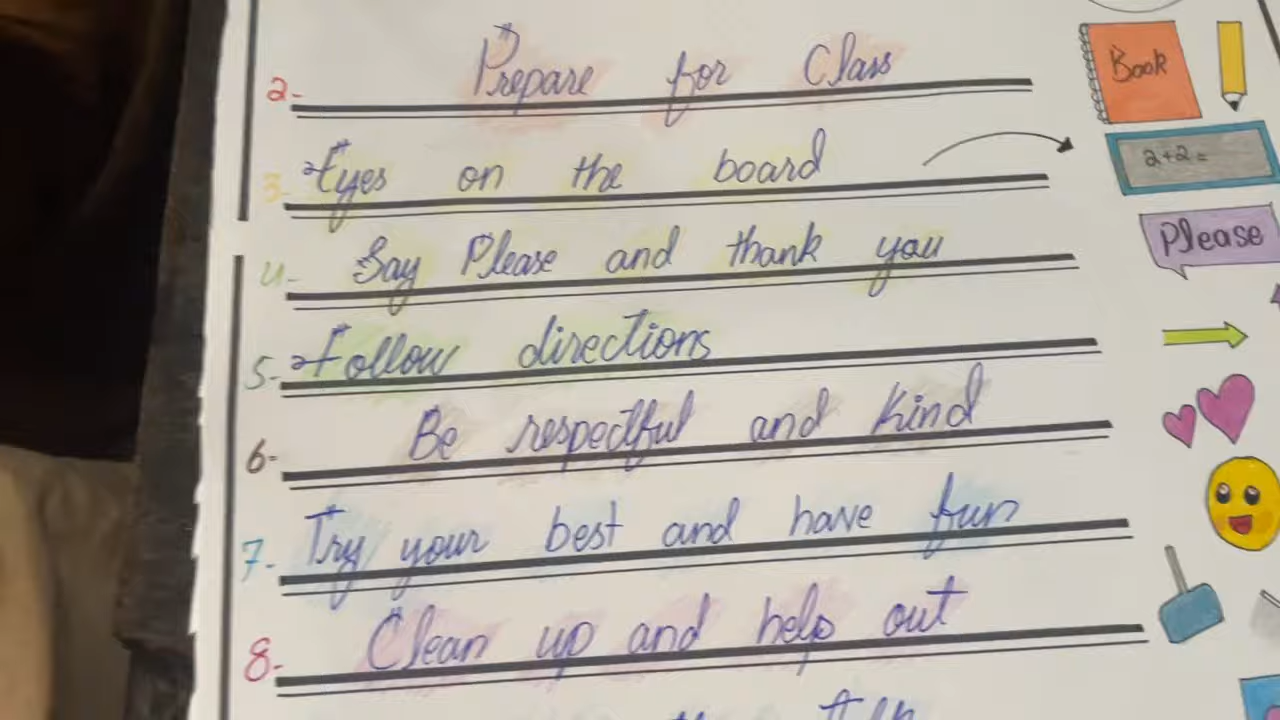 2- Prepare for Class
Book
3- Eyes on the board
2+2=
4- Say Please and thank you
Please
5- Follow directions
6- Be respectful and kind
7- Try your best and have fun
8- Clean up and help out